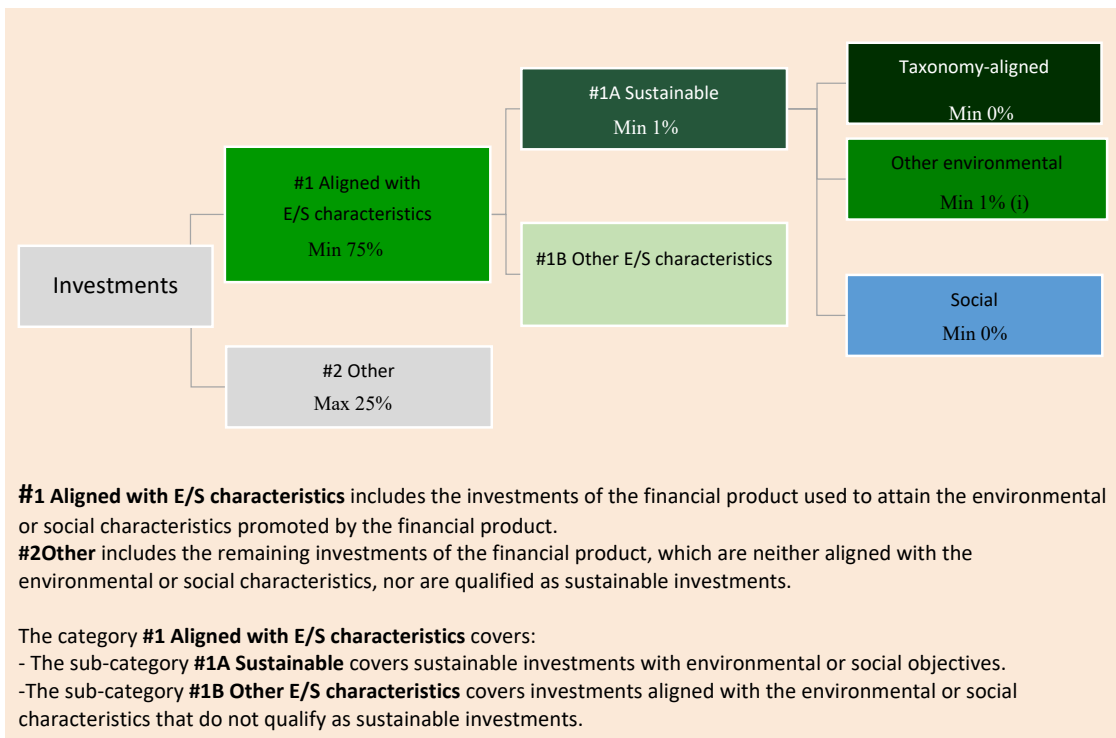 Investments
#1 Aligned with
E/S characteristics
Min 75%
#2 Other
Max 25%
#1A Sustainable
Min 1%
#1B Other E/S characteristics
Taxonomy-aligned
Min 0%
Other environmental
Min 1% (i)
Social
Min 0%
#1 Aligned with E/S characteristics includes the investments of the financial product used to attain the environmental
or social characteristics promoted by the financial product.
#2Other includes the remaining investments of the financial product, which are neither aligned with the
environmental or social characteristics, nor are qualified as sustainable investments.
The category #1 Aligned with E/S characteristics covers:
- The sub-category #1A Sustainable covers sustainable investments with environmental or social objectives.
-The sub-category #1B Other E/S characteristics covers investments aligned with the environmental or social
characteristics that do not qualify as sustainable investments.